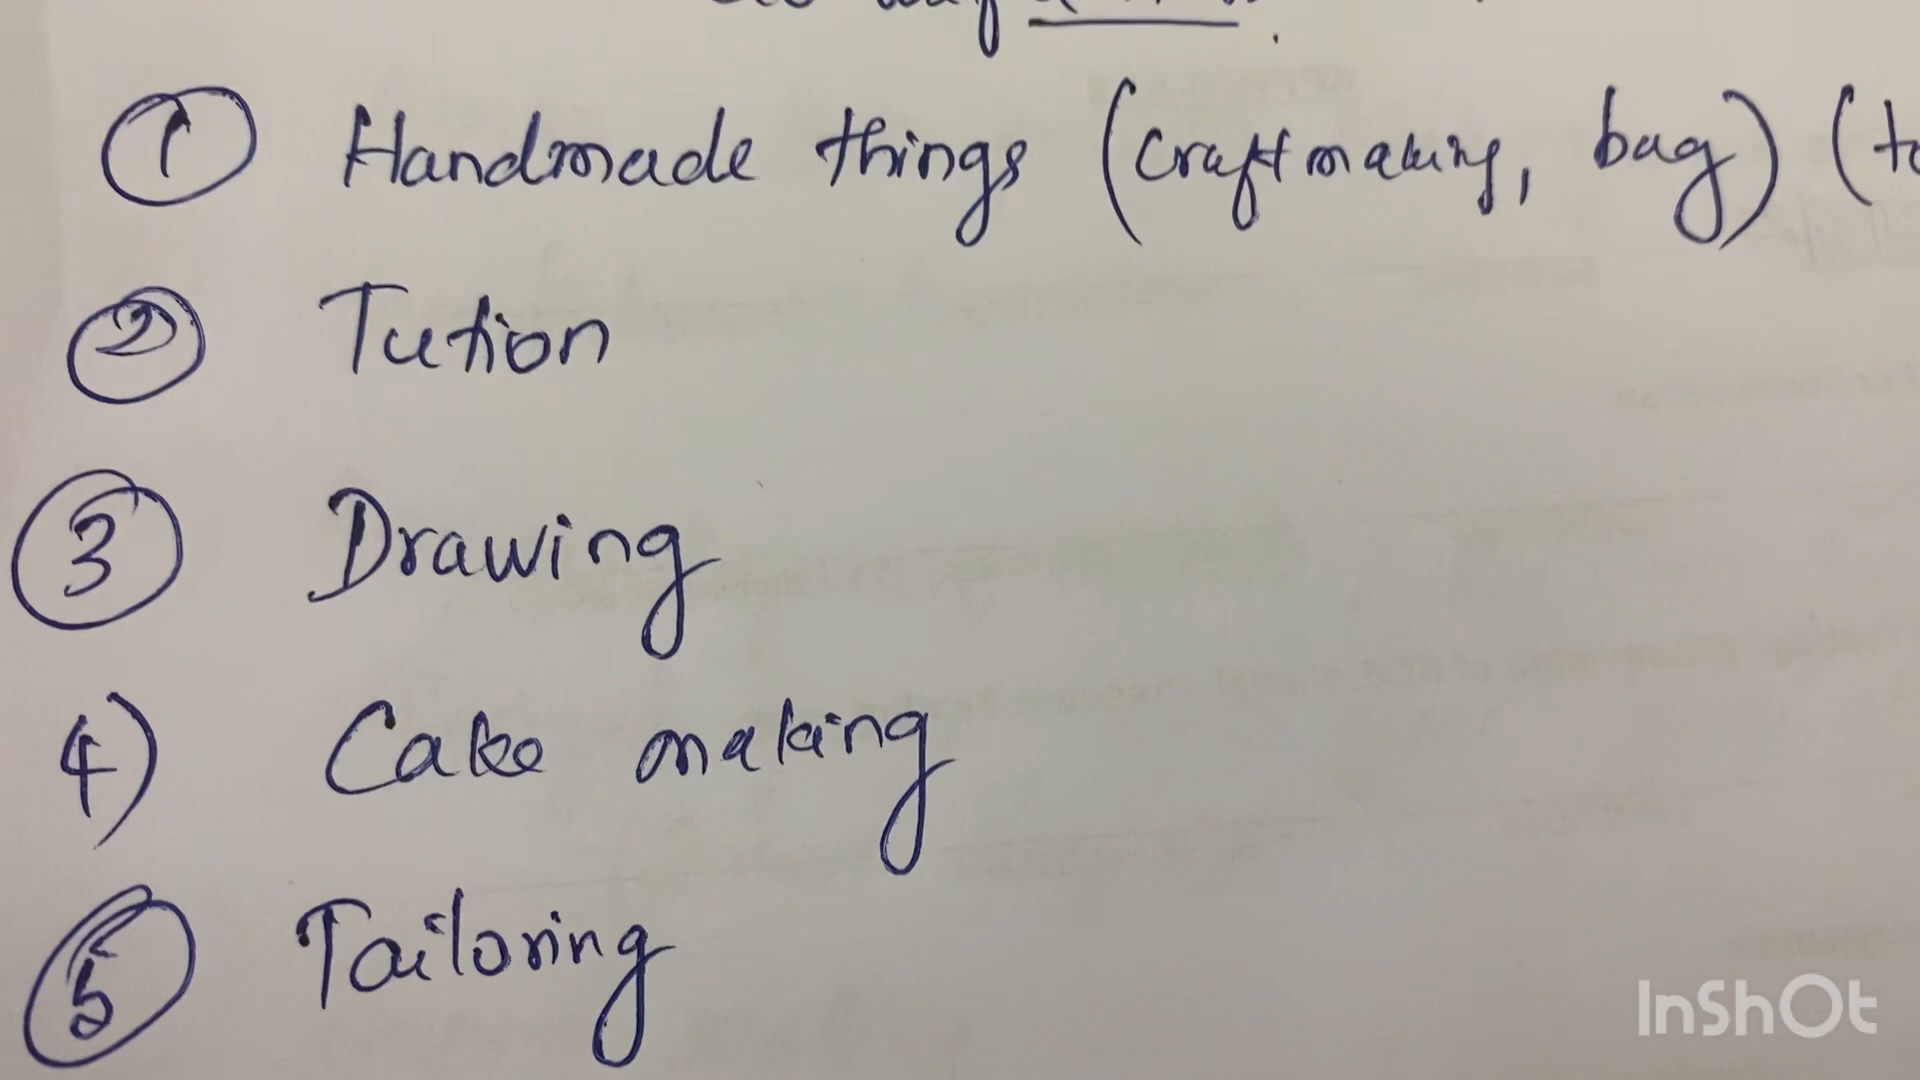 ① Handmade things (craftmaking, bag)
② Tution
③ Drawing
4) Cake making
⑤ Tailoring
InShOt